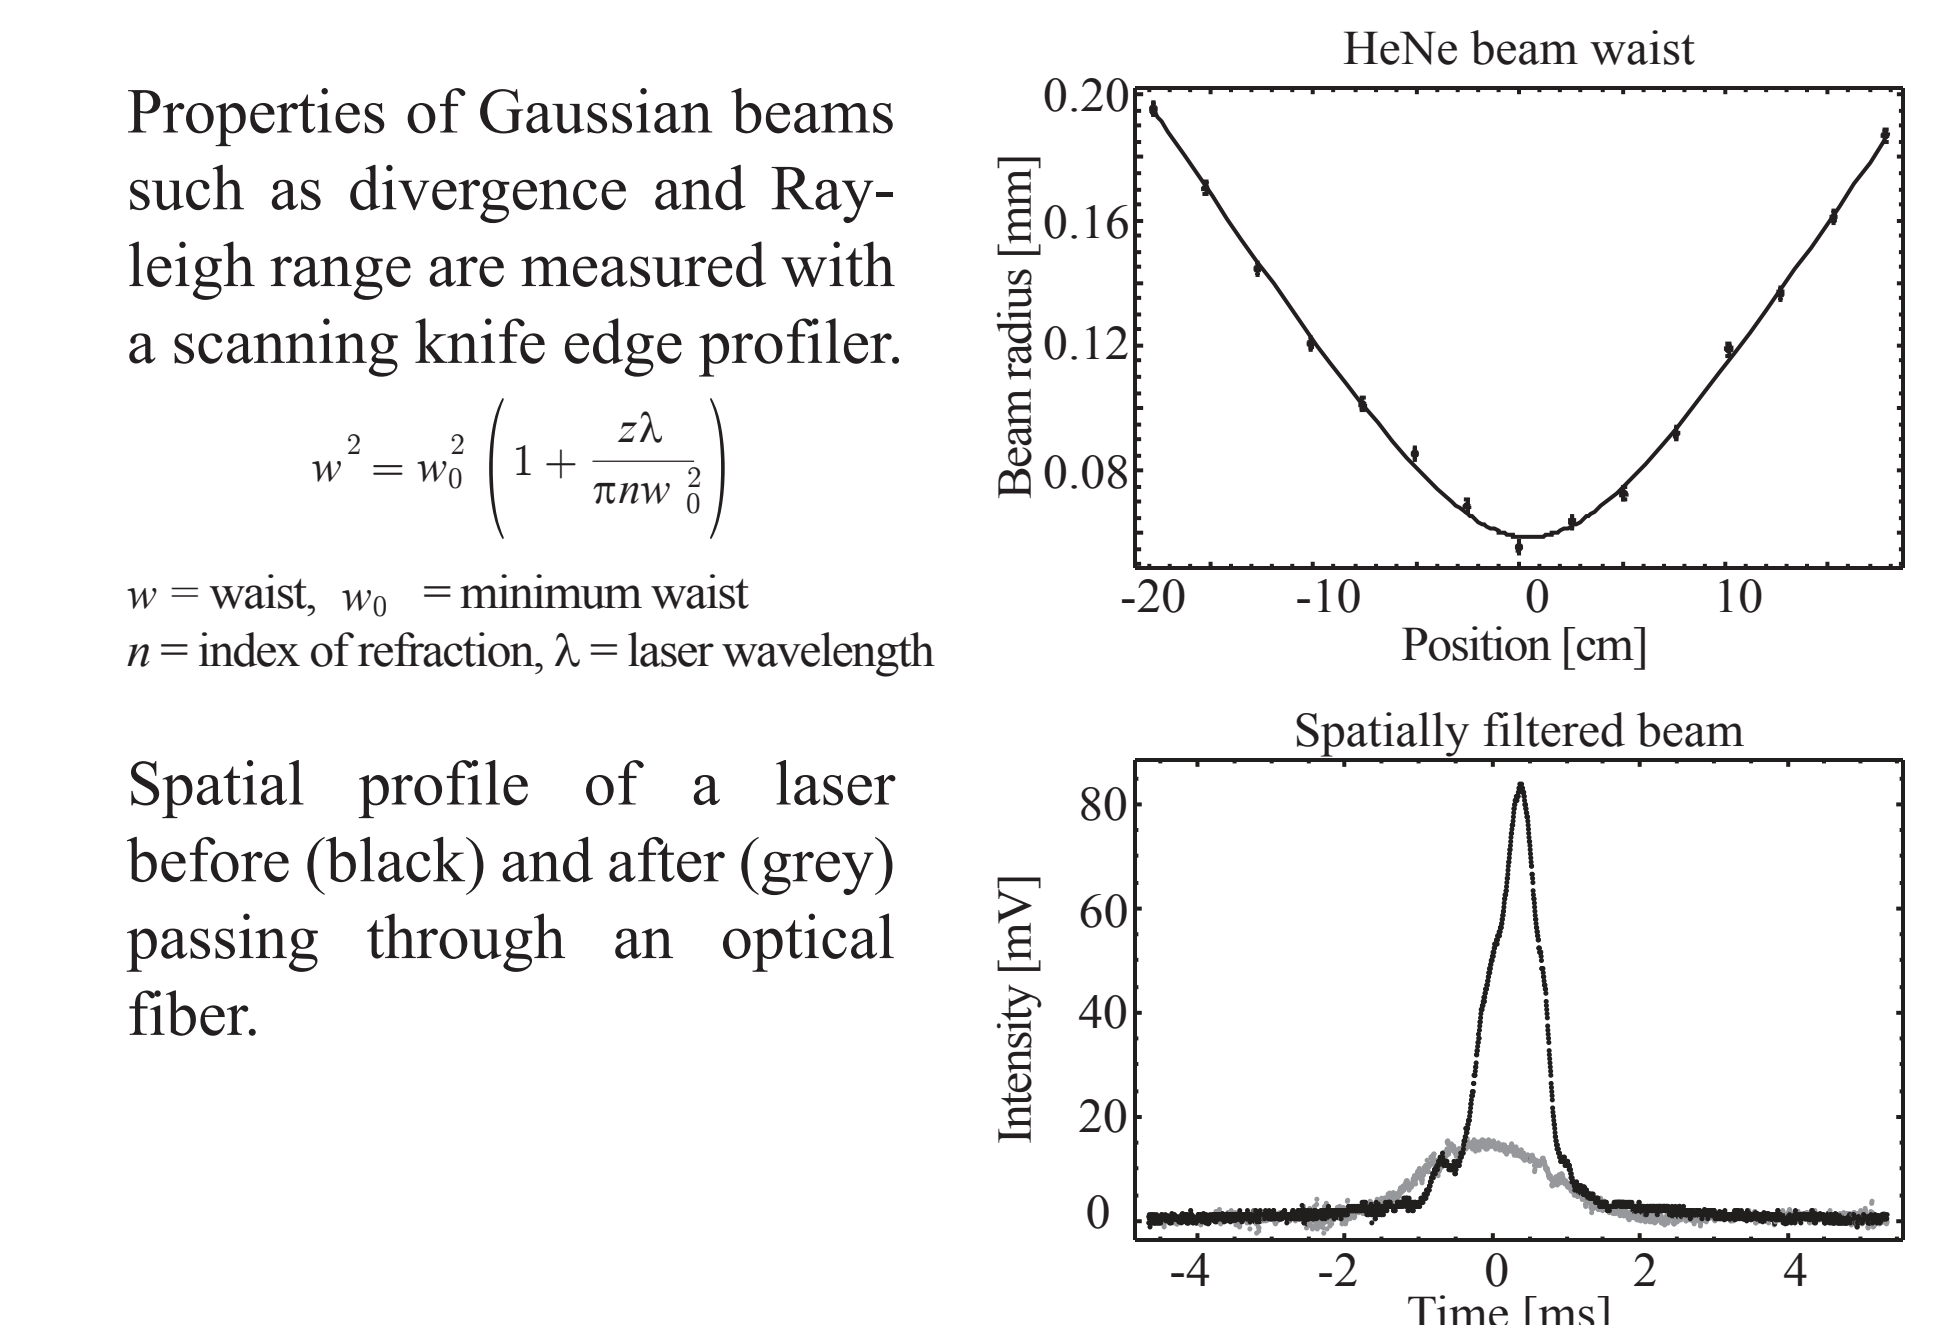 Properties of Gaussian beams
such as divergence and Ray-
leigh range are measured with
a scanning knife edge profiler.
w² = w₀² (1 + zλ / πnw₀²)
w = waist, w₀ = minimum waist
n = index of refraction, λ = laser wavelength
Spatial profile of a laser
before (black) and after (grey)
passing through an optical
fiber.
HeNe beam waist
Beam radius [mm]
0.20
0.16
0.12
0.08
-20 -10 0 10
Position [cm]
Spatially filtered beam
Intensity [mV]
80
60
40
20
0
-4 -2 0 2 4
Time [ms]